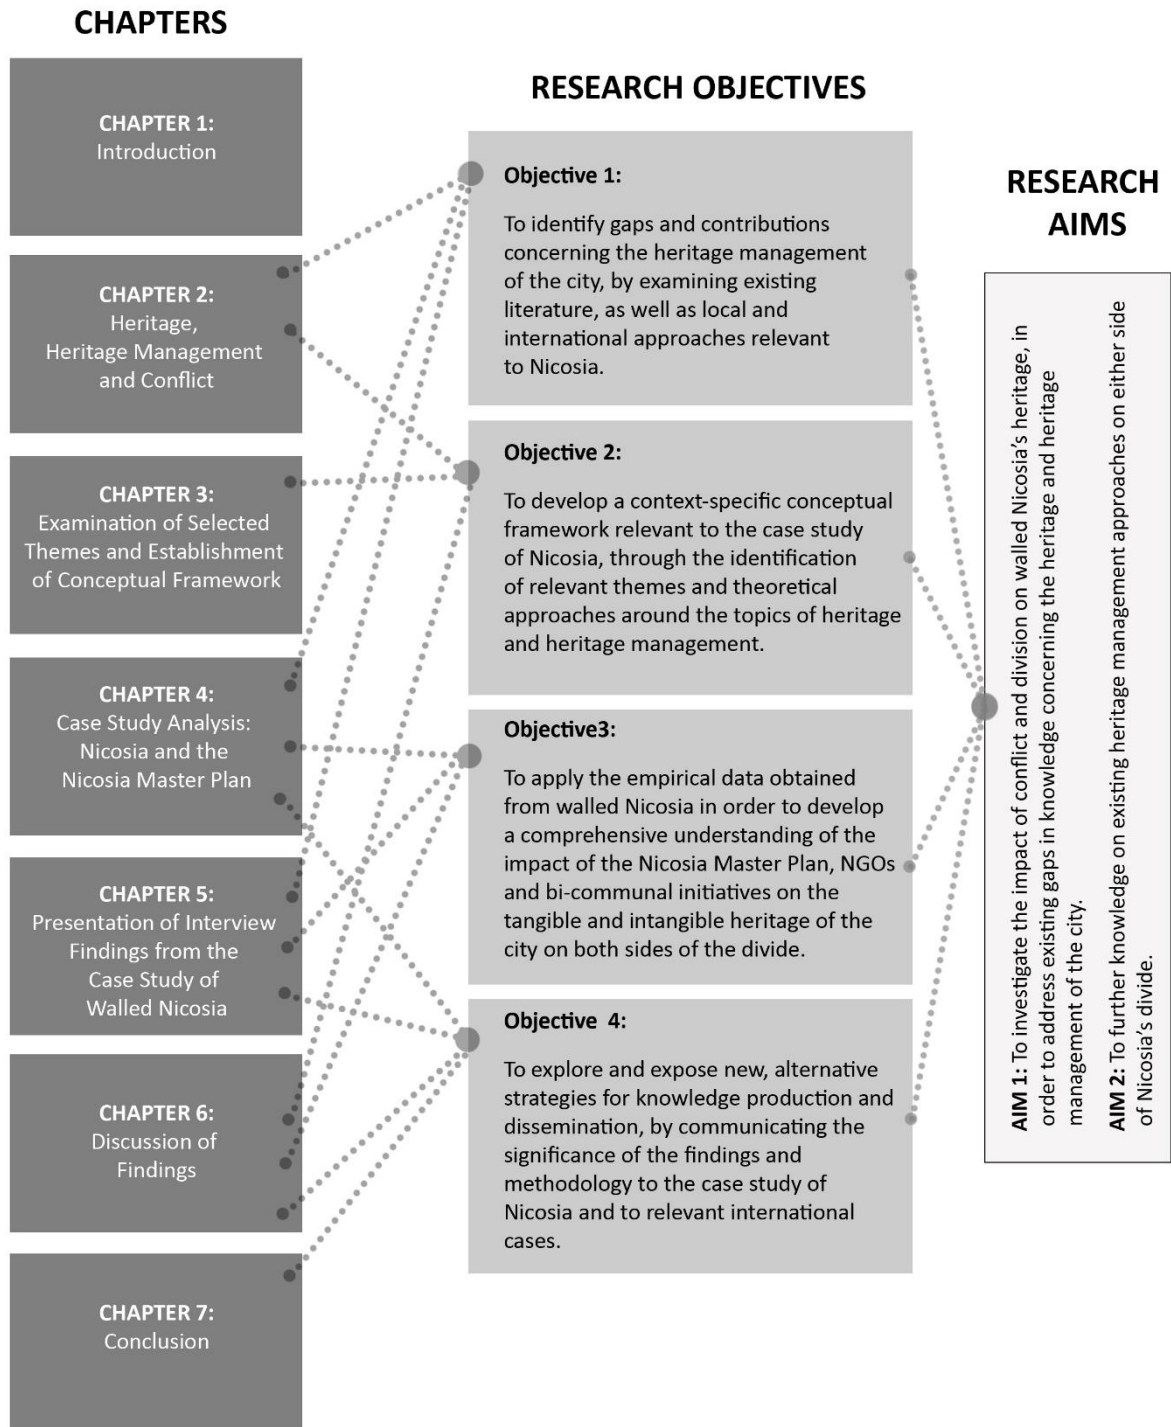 CHAPTERS
CHAPTER 1:
Introduction
CHAPTER 2:
Heritage,
Heritage Management
and Conflict
CHAPTER 3:
Examination of Selected
Themes and Establishment
of Conceptual Framework
CHAPTER 4:
Case Study Analysis:
Nicosia and the
Nicosia Master Plan
CHAPTER 5:
Presentation of Interview
Findings from the
Case Study of
Walled Nicosia
CHAPTER 6:
Discussion of
Findings
CHAPTER 7:
Conclusion
RESEARCH OBJECTIVES
Objective 1:
To identify gaps and contributions
concerning the heritage management
of the city, by examining existing
literature, as well as local and
international approaches relevant
to Nicosia.
Objective 2:
To develop a context-specific conceptual
framework relevant to the case study
of Nicosia, through the identification
of relevant themes and theoretical
approaches around the topics of heritage
and heritage management.
Objective3:
To apply the empirical data obtained
from walled Nicosia in order to develop
a comprehensive understanding of the
impact of the Nicosia Master Plan, NGOs
and bi-communal initiatives on the
tangible and intangible heritage of the
city on both sides of the divide.
Objective 4:
To explore and expose new, alternative
strategies for knowledge production and
dissemination, by communicating the
significance of the findings and
methodology to the case study of
Nicosia and to relevant international
cases.
RESEARCH
AIMS
AIM 1: To investigate the impact of conflict and division on walled Nicosia's heritage, in
order to address existing gaps in knowledge concerning the heritage and heritage
management of the city.
AIM 2: To further knowledge on existing heritage management approaches on either side
of Nicosia's divide.